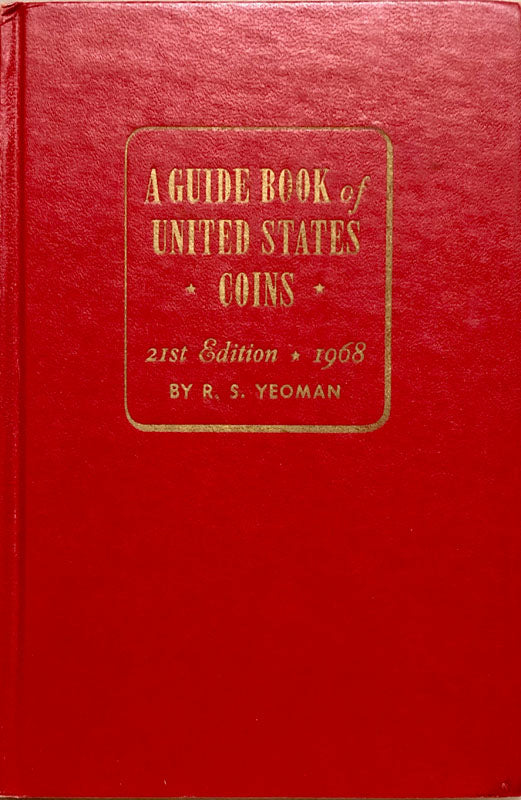 A GUIDE BOOK of
UNITED STATES
★ COINS ★
21st Edition ★ 1968
BY R. S. YEOMAN